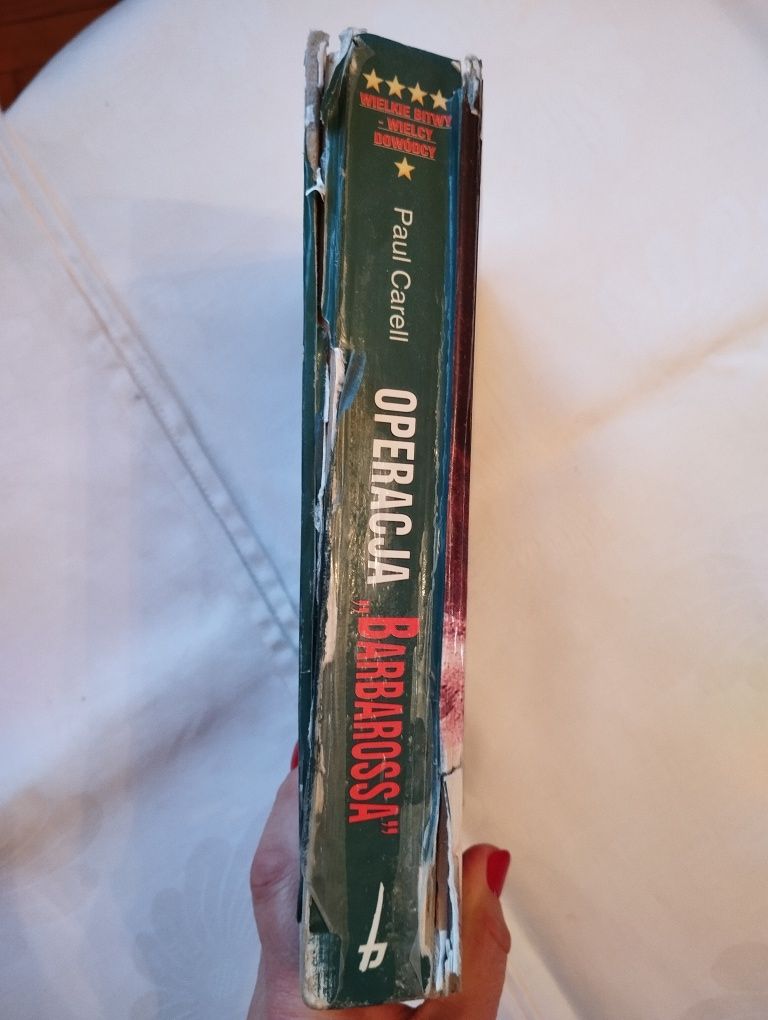 WIELKIE BITWY
- WIELCY
DOWÓDCY
Paul Carell
OPERACJA
„BARBAROSSA”